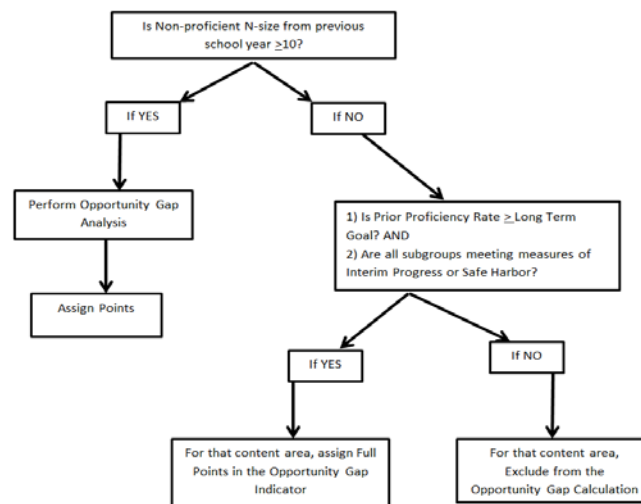 Is Non-proficient N-size from previous
school year ≥10?
If YES
If NO
Perform Opportunity Gap
Analysis
1) Is Prior Proficiency Rate ≥ Long Term
Goal? AND
2) Are all subgroups meeting measures of
Interim Progress or Safe Harbor?
Assign Points
If YES
If NO
For that content area, assign Full
Points in the Opportunity Gap
Indicator
For that content area,
Exclude from the
Opportunity Gap Calculation